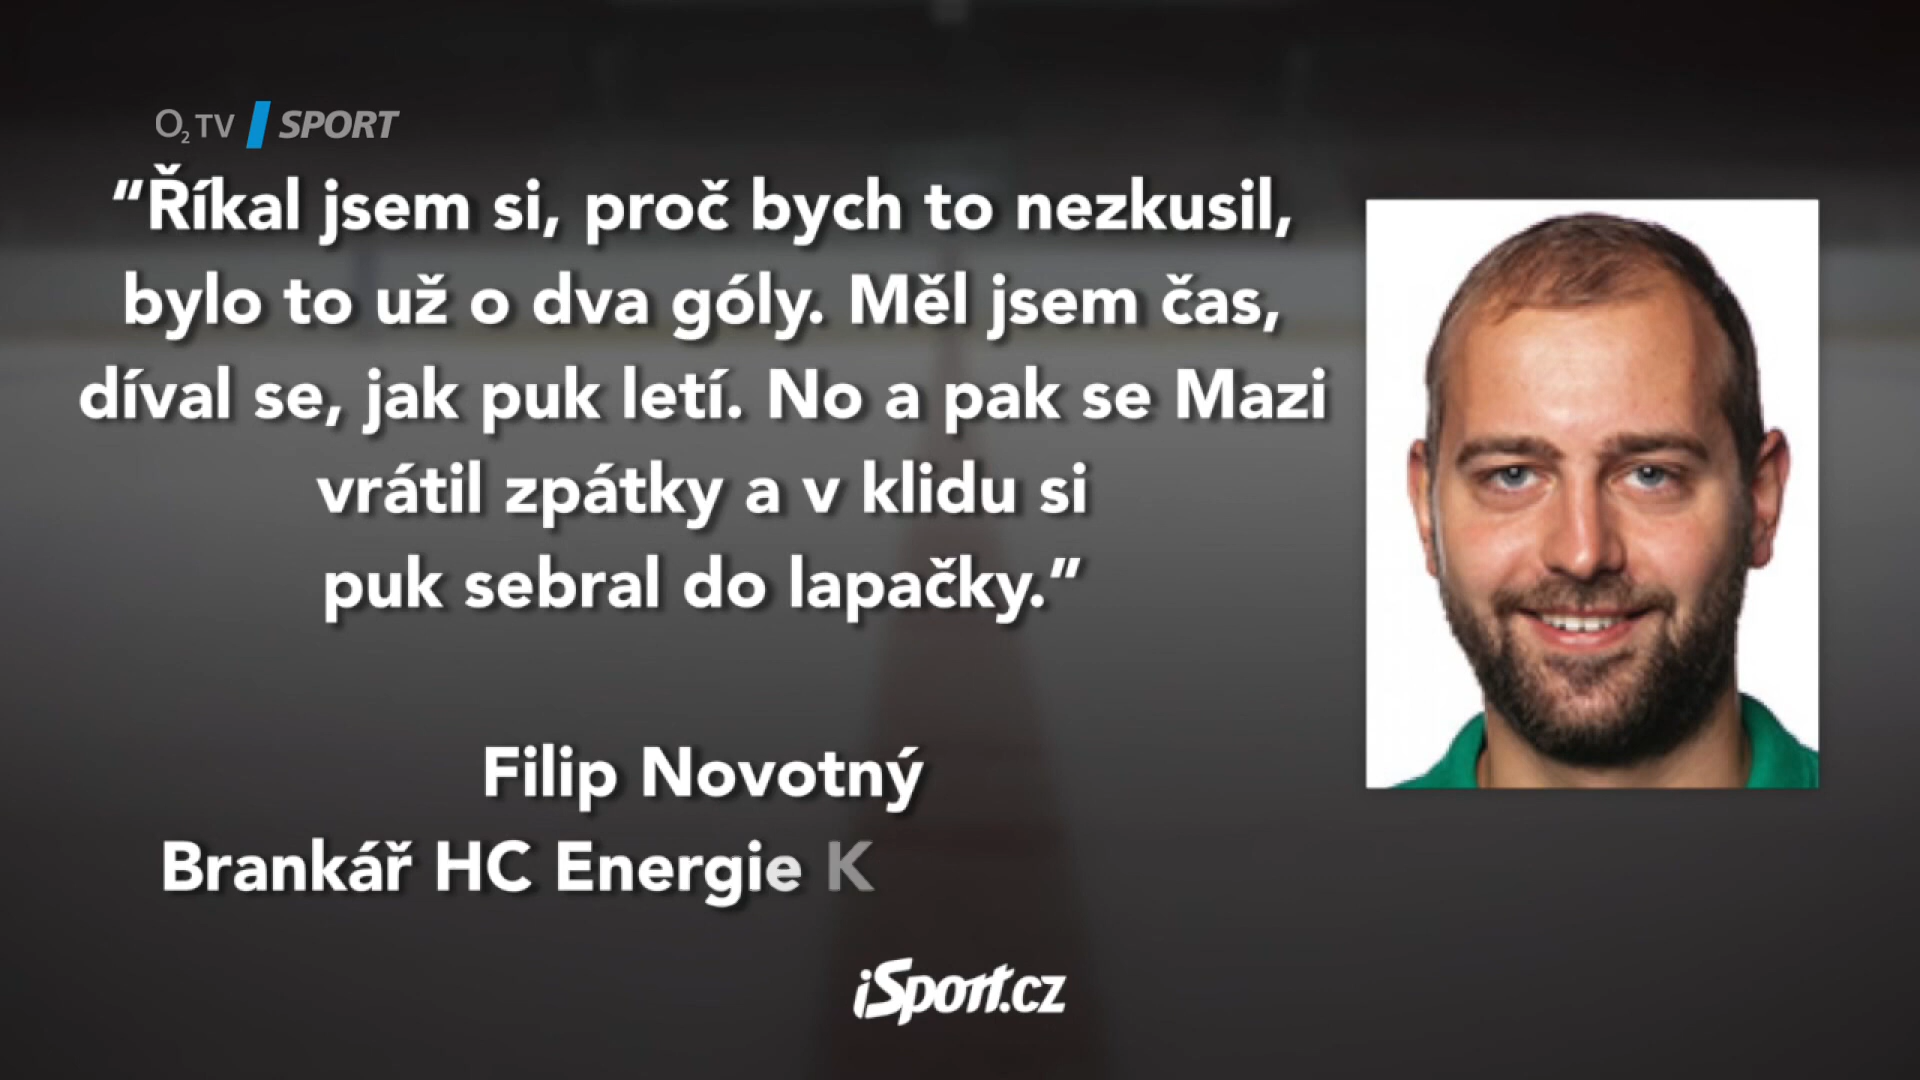 O2 TV SPORT
“Říkal jsem si, proč bych to nezkusil,
bylo to už o dva góly. Měl jsem čas,
díval se, jak puk letí. No a pak se Mazi
vrátil zpátky a v klidu si
puk sebral do lapačky.”
Filip Novotný
Brankář HC Energie K
iSport.cz